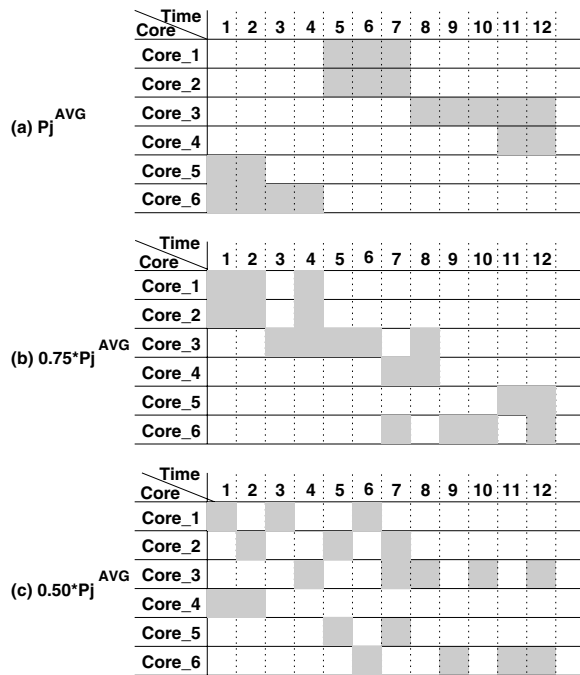 Time
Core 1 2 3 4 5 6 7 8 9 10 11 12
Core_1
Core_2
Core_3
(a) Pj AVG
Core_4
Core_5
Core_6
Time
Core 1 2 3 4 5 6 7 8 9 10 11 12
Core_1
Core_2
(b) 0.75*Pj AVG Core_3
Core_4
Core_5
Core_6
Time
Core 1 2 3 4 5 6 7 8 9 10 11 12
Core_1
Core_2
Core_3
(c) 0.50*Pj AVG
Core_4
Core_5
Core_6